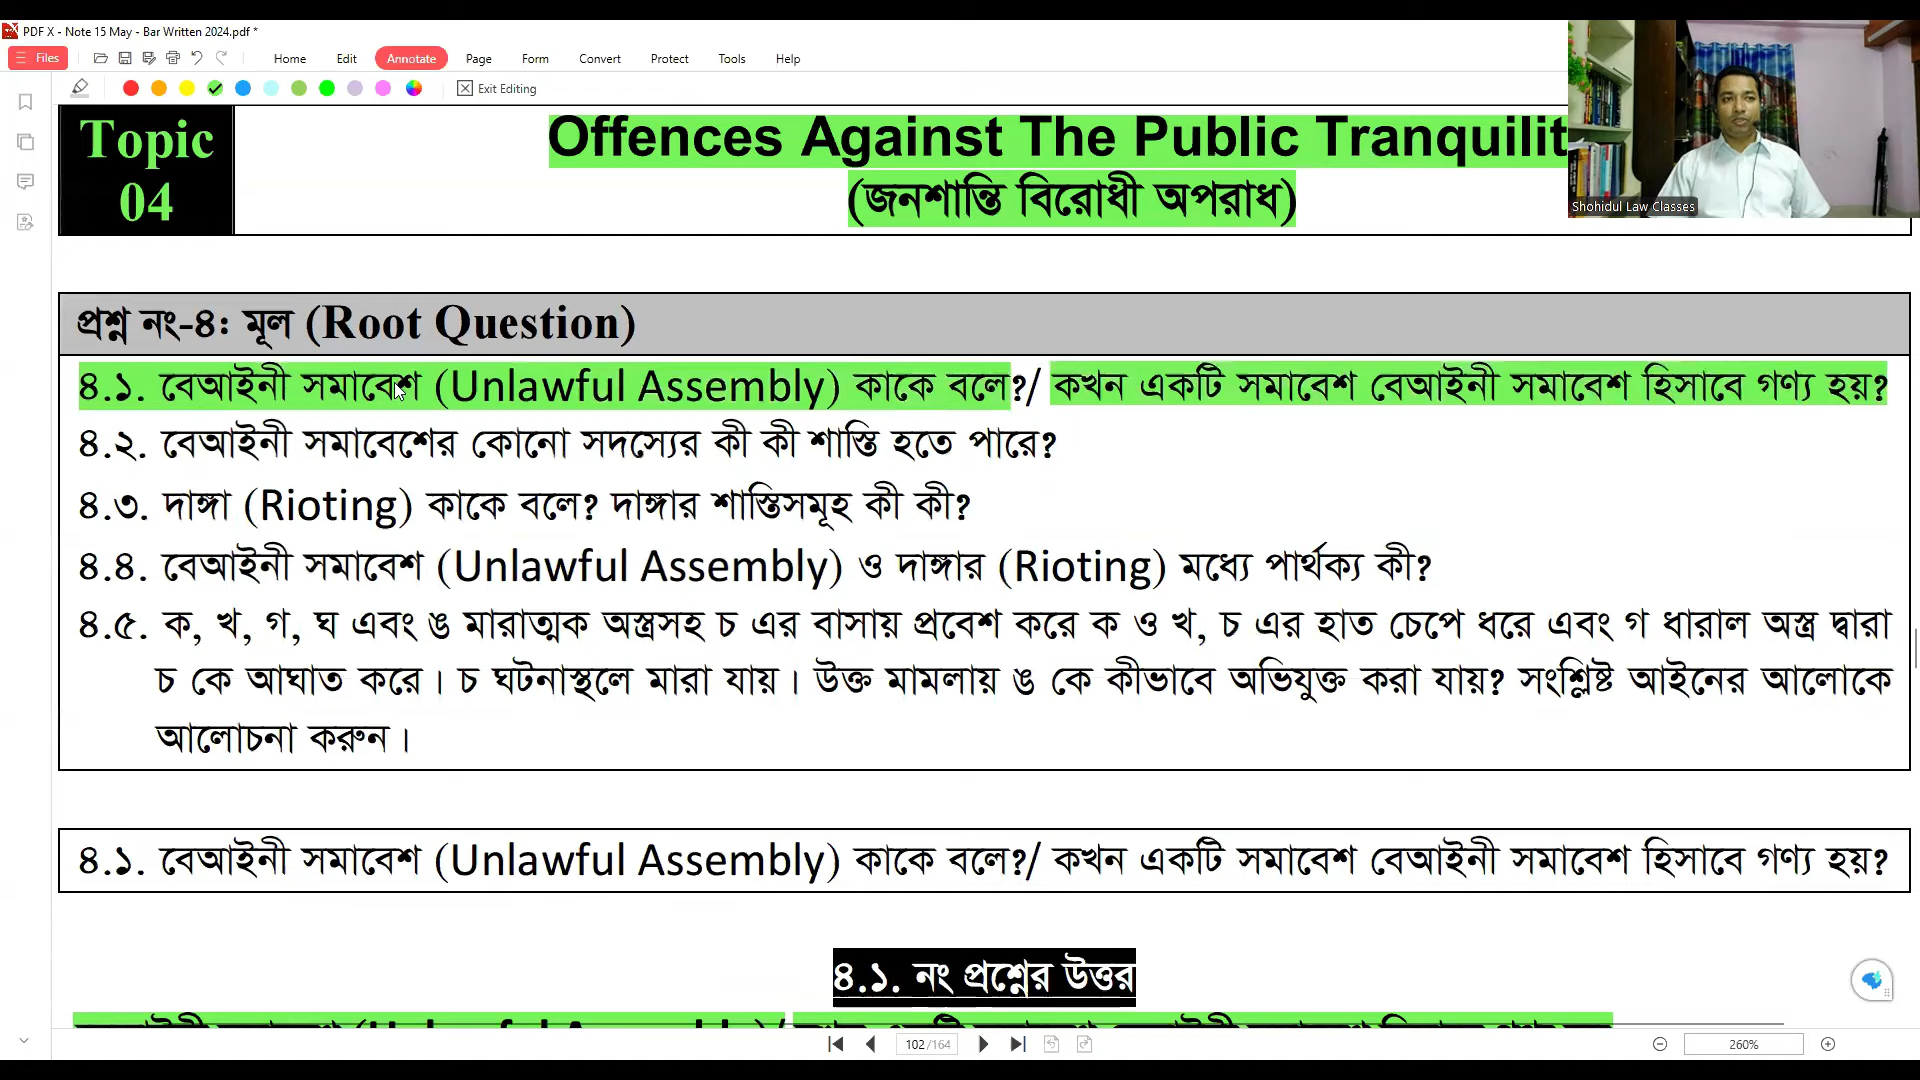 PDF X - Note 15 May - Bar Written 2024.pdf *
Files Home Edit Annotate Page Form Convert Protect Tools Help
Exit Editing
Shohidul Law Classes
Topic
04
Offences Against The Public Tranquilit
(জনশান্তি বিরোধী অপরাধ)
প্রশ্ন নং-৪: মূল (Root Question)
৪.১. বেআইনী সমাবেশ (Unlawful Assembly) কাকে বলে?/ কখন একটি সমাবেশ বেআইনী সমাবেশ হিসাবে গণ্য হয়?
৪.২. বেআইনী সমাবেশের কোনো সদস্যের কী কী শাস্তি হতে পারে?
৪.৩. দাঙ্গা (Rioting) কাকে বলে? দাঙ্গার শাস্তিসমূহ কী কী?
৪.৪. বেআইনী সমাবেশ (Unlawful Assembly) ও দাঙ্গার (Rioting) মধ্যে পার্থক্য কী?
৪.৫. ক, খ, গ, ঘ এবং ঙ মারাত্মক অস্ত্রসহ চ এর বাসায় প্রবেশ করে ক ও খ, চ এর হাত চেপে ধরে এবং গ ধারাল অস্ত্র দ্বারা
চ কে আঘাত করে। চ ঘটনাস্থলে মারা যায়। উক্ত মামলায় ঙ কে কীভাবে অভিযুক্ত করা যায়? সংশ্লিষ্ট আইনের আলোকে
আলোচনা করুন।
৪.১. বেআইনী সমাবেশ (Unlawful Assembly) কাকে বলে?/ কখন একটি সমাবেশ বেআইনী সমাবেশ হিসাবে গণ্য হয়?
৪.১. নং প্রশ্নের উত্তর
102 /164
260%